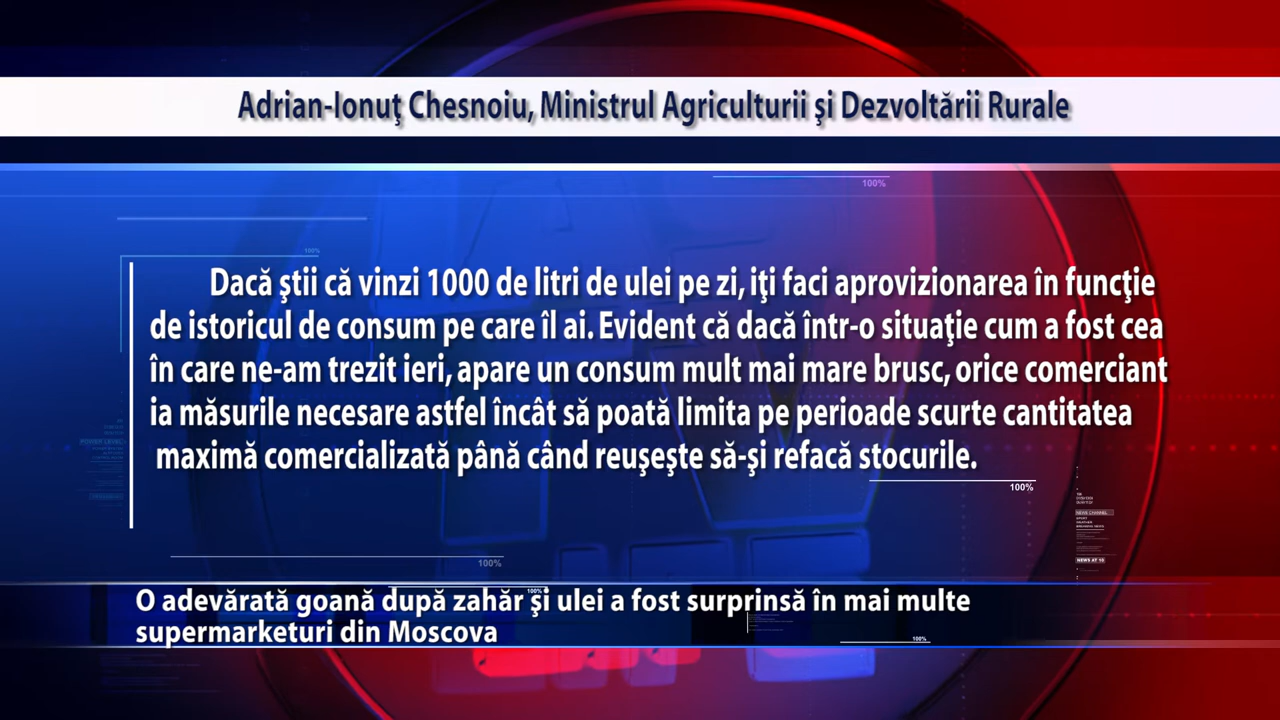 Adrian-Ionuţ Chesnoiu, Ministrul Agriculturii şi Dezvoltării Rurale
100%
100%
Dacă ştii că vinzi 1000 de litri de ulei pe zi, iţi faci aprovizionarea în funcţie
de istoricul de consum pe care îl ai. Evident că dacă într-o situaţie cum a fost cea
în care ne-am trezit ieri, apare un consum mult mai mare brusc, orice comerciant
ia măsurile necesare astfel încât să poată limita pe perioade scurte cantitatea
maximă comercializată până când reuşeşte să-şi refacă stocurile.
100%
NEWS CHANNEL
NEWS AT 10
100%
100%
O adevărată goană după zahăr şi ulei a fost surprinsă în mai multe
supermarketuri din Moscova
100%